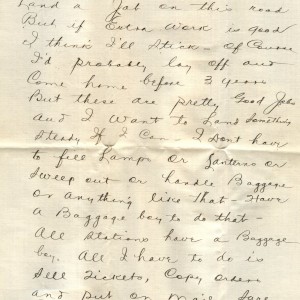 Land a Job on this road
But if Extra Work is good
I think I'll Stick - Of Course
I'd probably lay off and
Come home before 3 years
But these are pretty Good Jobs
And I Want to Land Something
Steady If I Can - I Dont have
to fill Lamps or Lanterns or
Sweep out or handle Baggage
or Anything like that - Have
A Baggage boy to do that -
All Stations have a Baggage
boy. All I have to do is
Sell Tickets, Copy orders
and put on Mail